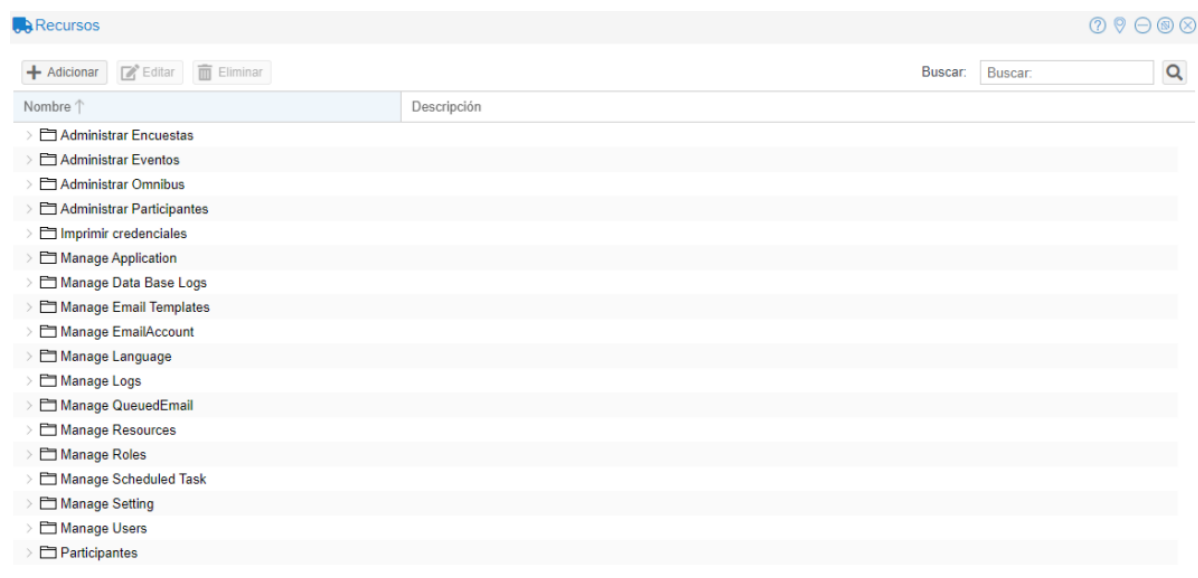 Recursos
Adicionar Editar Eliminar Buscar: Buscar:
Nombre Descripción
Administrar Encuestas
Administrar Eventos
Administrar Omnibus
Administrar Participantes
Imprimir credenciales
Manage Application
Manage Data Base Logs
Manage Email Templates
Manage EmailAccount
Manage Language
Manage Logs
Manage QueuedEmail
Manage Resources
Manage Roles
Manage Scheduled Task
Manage Setting
Manage Users
Participantes